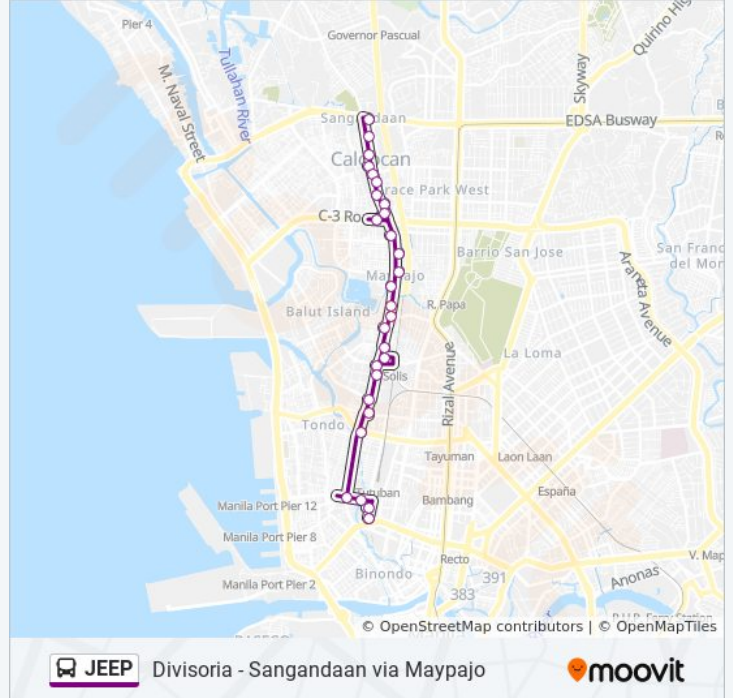 Pier 4
Governor Pascual
Quirino Hig
Tullahan River
M. Naval Street
Skyway
Sangandaan
EDSA Busway
Caloocan
race Park West
C-3 Ro
Barrio San Jose
San Franc
del Mor
Araneta Avenue
Maypajo
Balut Island
R. Papa
La Loma
Rizal Avenue
Solis
Tondo
Tayuman
Laon Laan
Tutuban
España
Manila Port Pier 12
Bambang
Manila Port Pier 8
Recto
V. Map
Binondo
391
Anonas
Manila Port Pier 2
383
© OpenStreetMap contributors | © OpenMapTiles
JEEP
Divisoria - Sangandaan via Maypajo
moovit